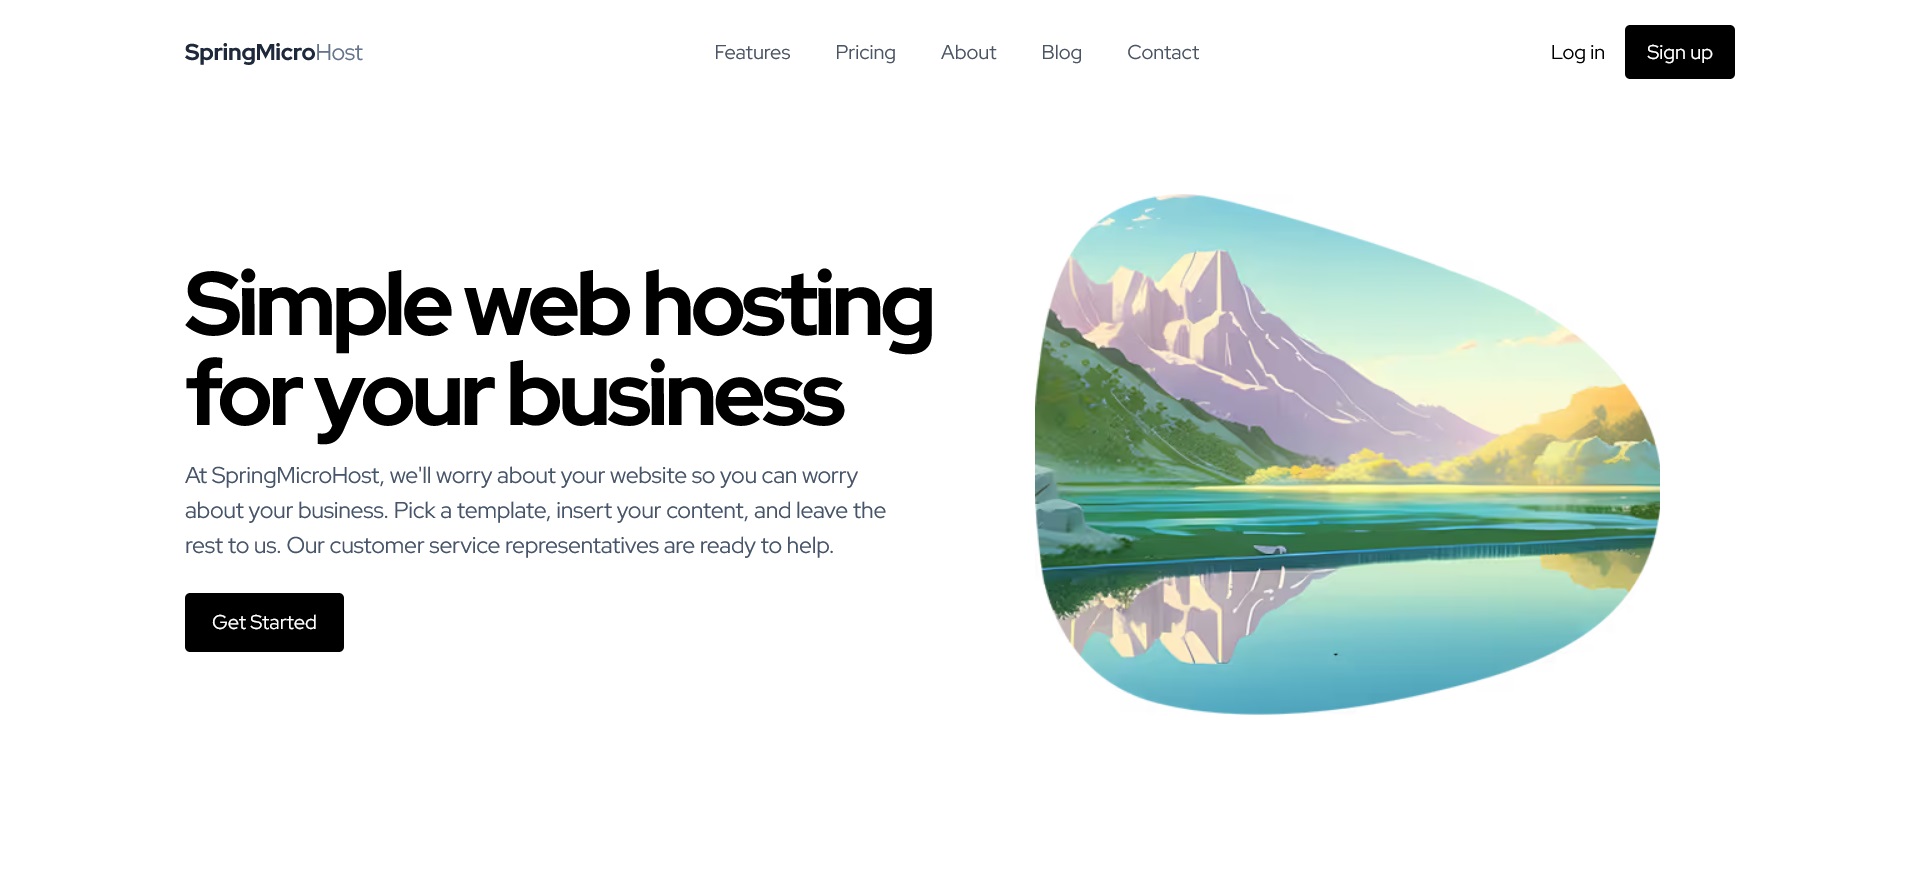 SpringMicroHost
Features
Pricing
About
Blog
Contact
Log in
Sign up
Simple web hosting
for your business
At SpringMicroHost, we'll worry about your website so you can worry
about your business. Pick a template, insert your content, and leave the
rest to us. Our customer service representatives are ready to help.
Get Started